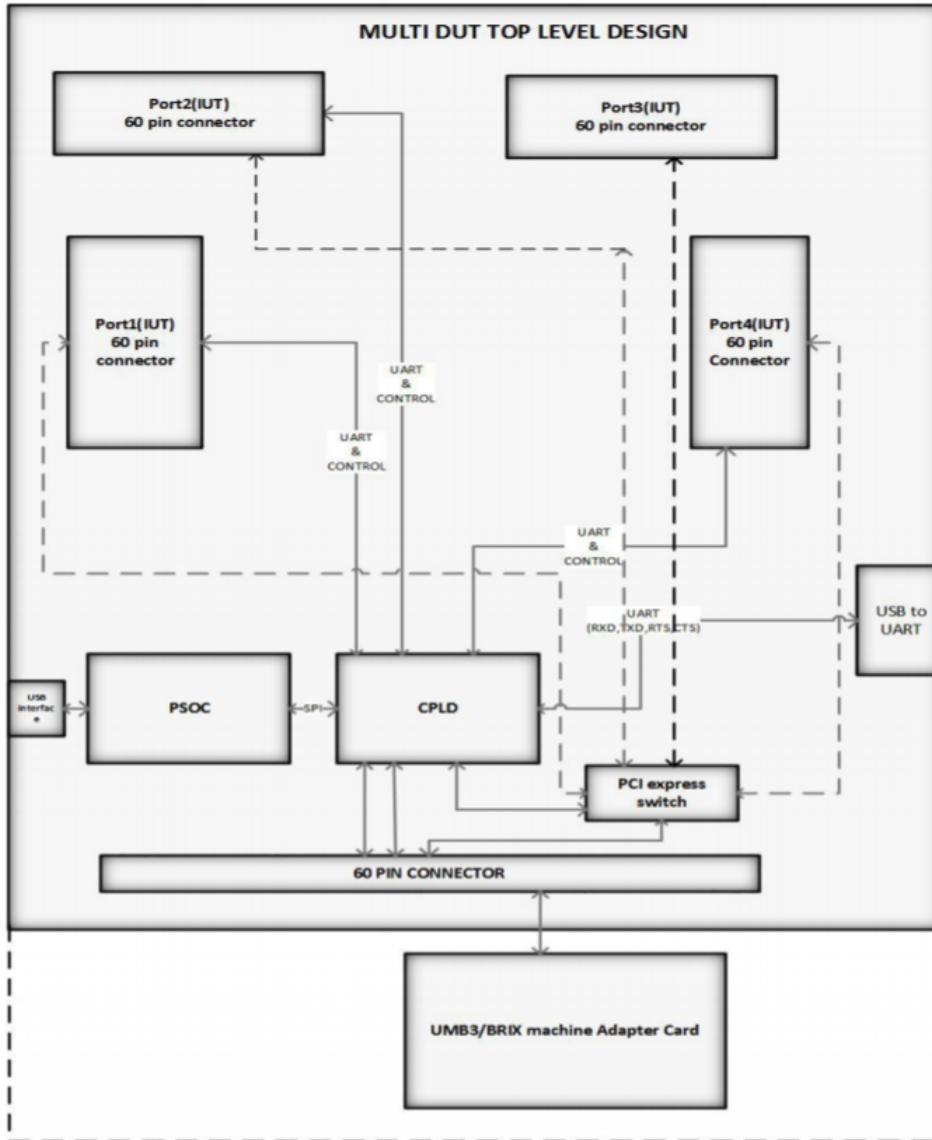 MULTI DUT TOP LEVEL DESIGN
Port2(IUT)
60 pin connector
Port3(IUT)
60 pin connector
Port1(IUT)
60 pin
connector
Port4(IUT)
60 pin
Connector
UART
&
CONTROL
UART
&
CONTROL
UART
&
CONTROL
UART
(RXD,TXD,RTS,CTS)
USB to
UART
USB
interfac
e
PSOC
SPI
CPLD
PCI express
switch
60 PIN CONNECTOR
UMB3/BRIX machine Adapter Card